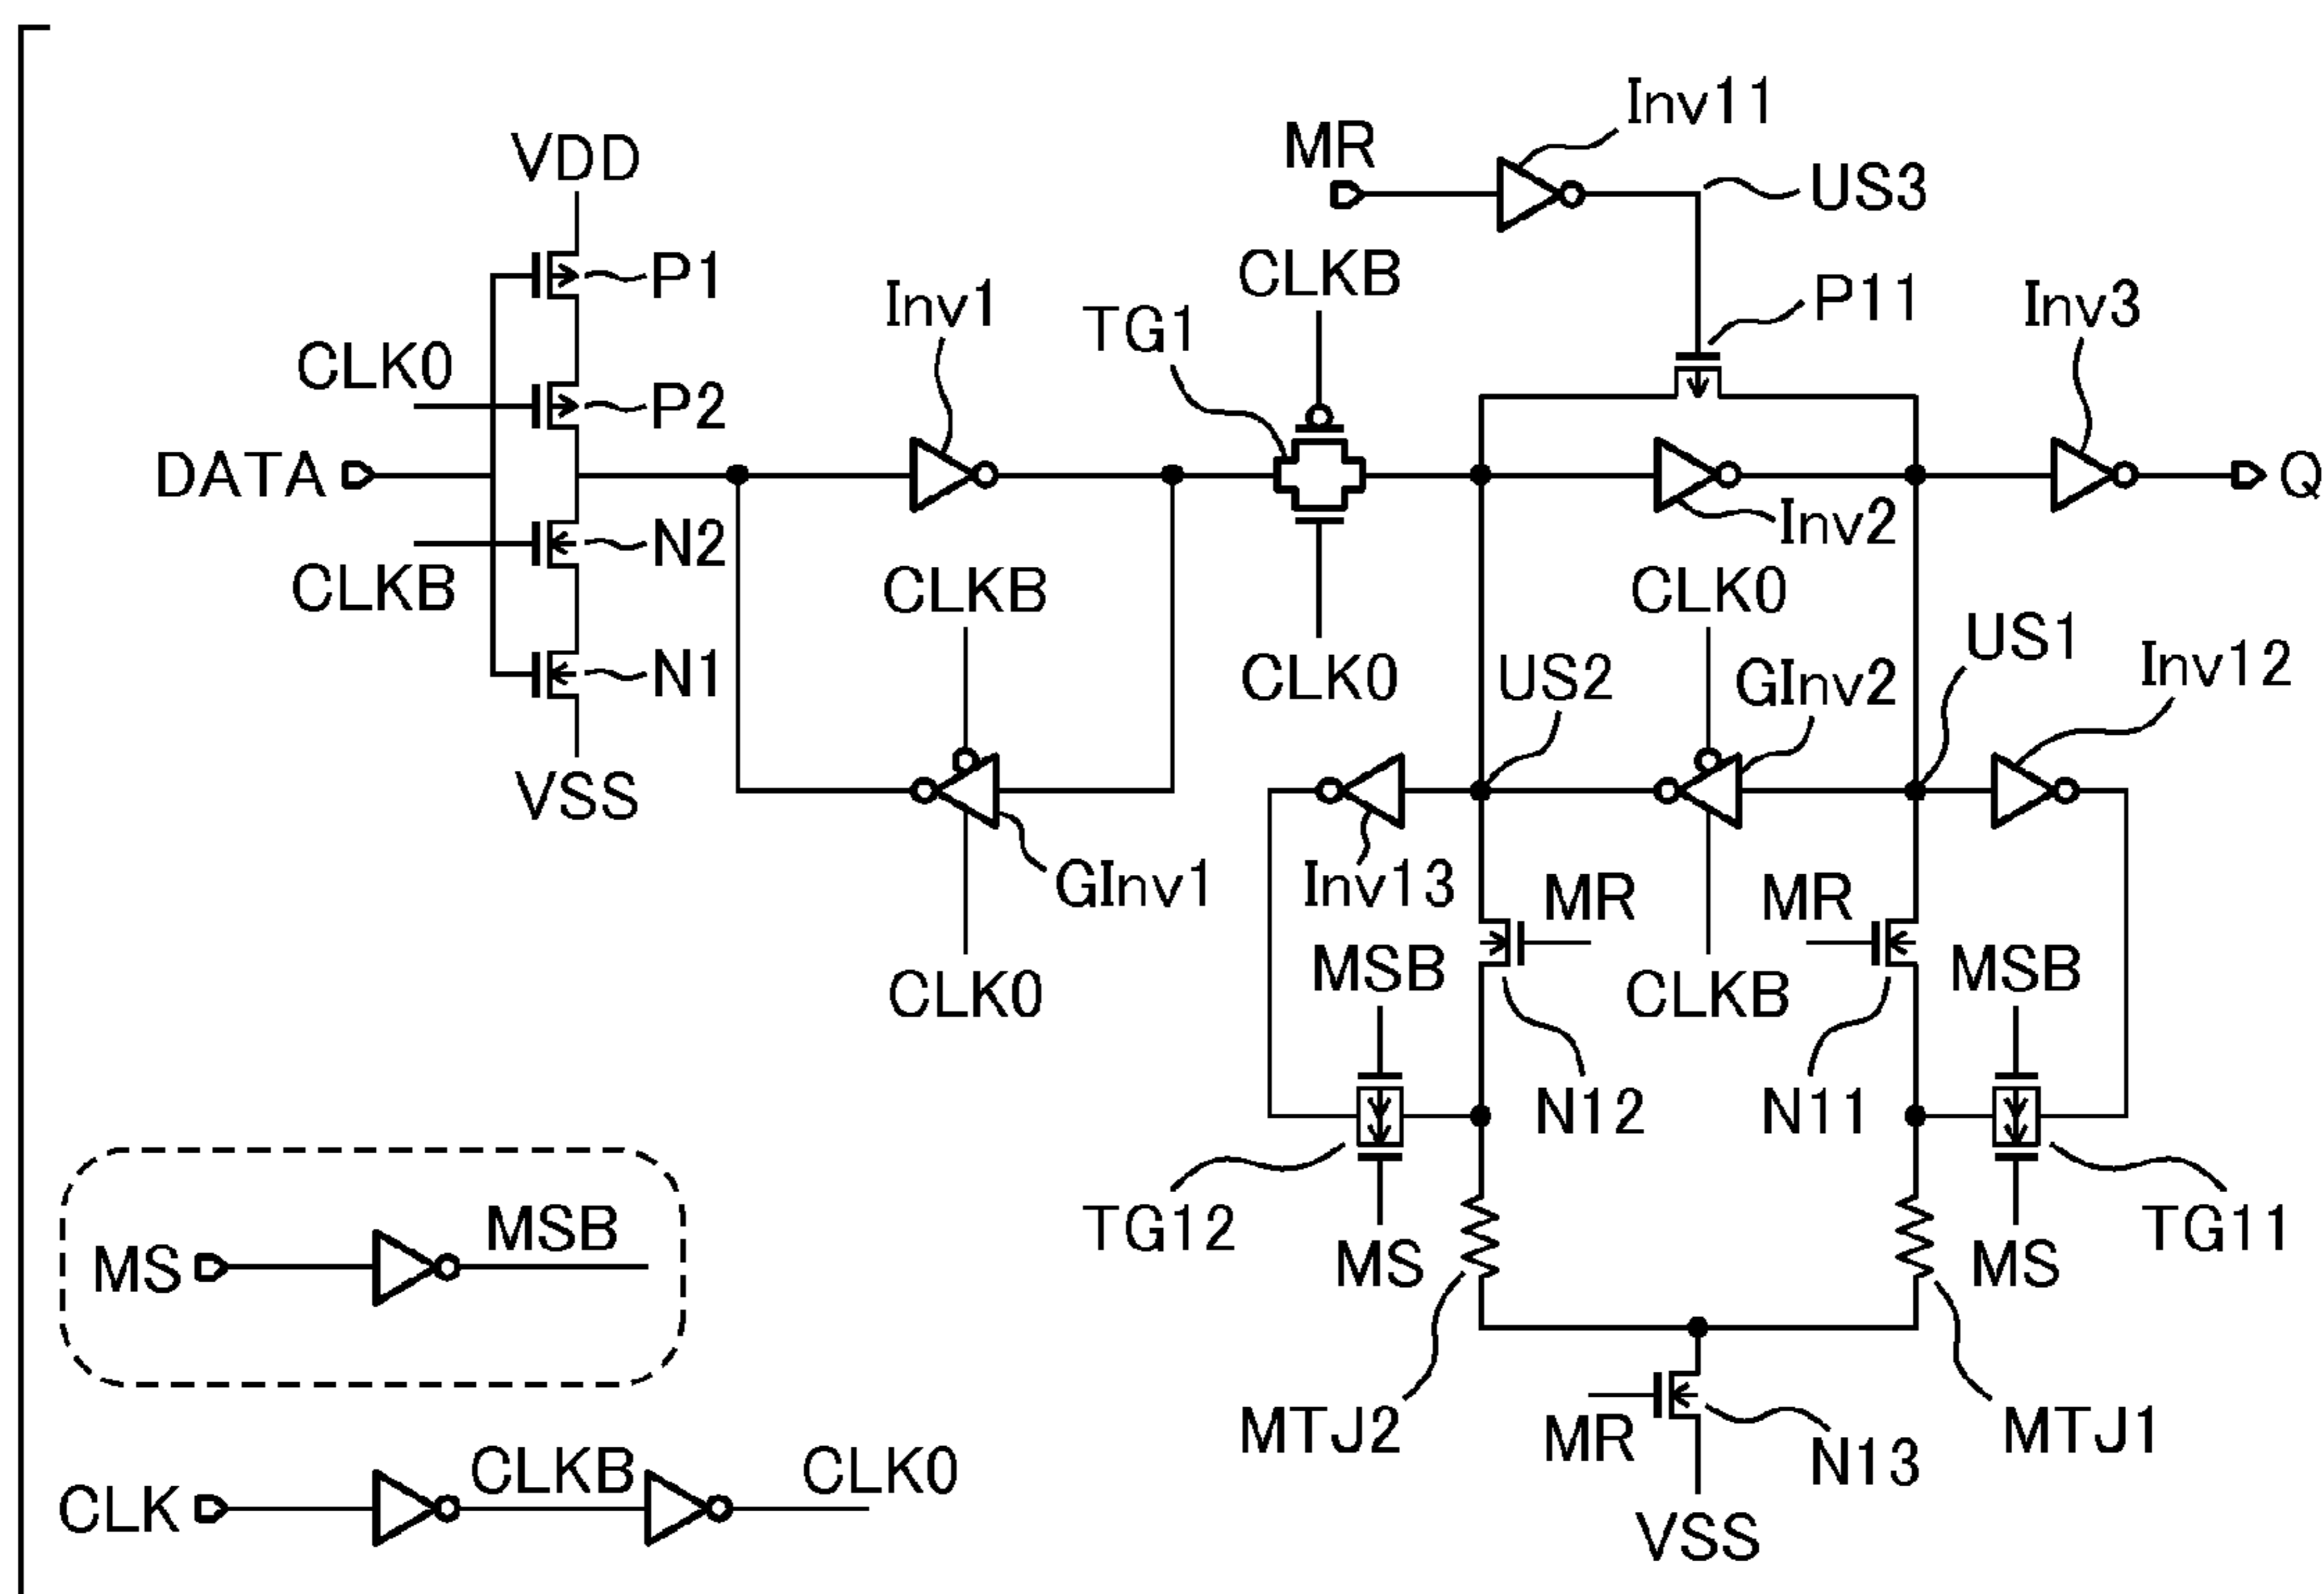 Inv11
MR
VDD
US3
CLKB
P1
P11
Inv1
TG1
Inv3
CLK0
P2
DATA
Q
Inv2
N2
CLKB
CLKB
CLK0
US1
N1
CLK0
US2
GInv2
Inv12
VSS
GInv1
Inv13
MR
MR
MSB
MSB
CLK0
CLKB
N12
N11
TG12
MS
MS
TG11
MSB
MS
MTJ2
MR
N13
MTJ1
CLK
CLKB
CLK0
VSS